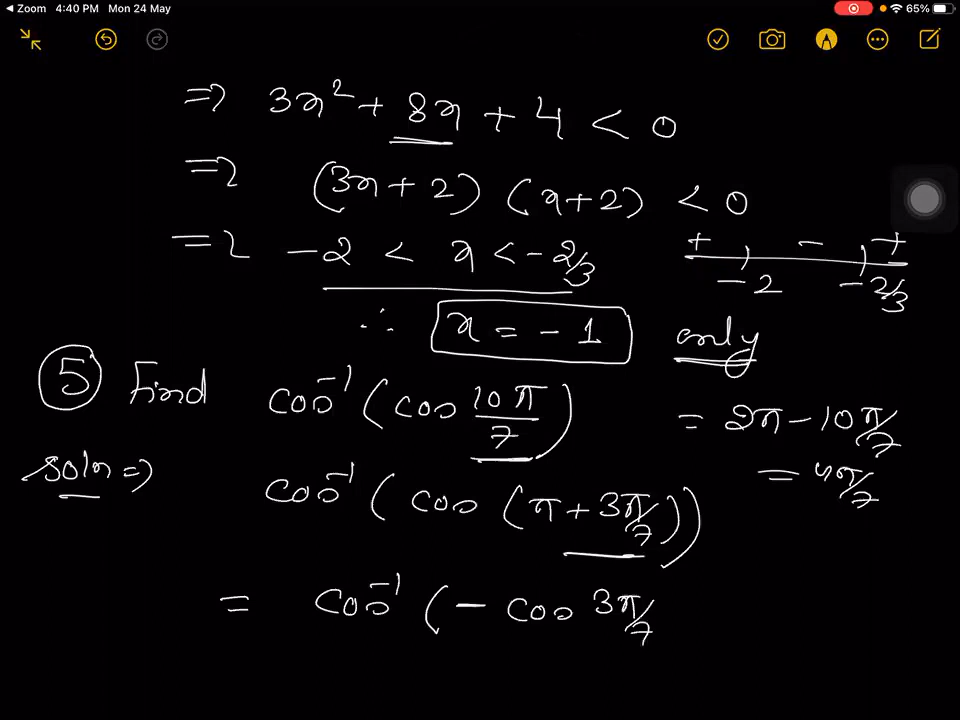 Zoom 4:40 PM Mon 24 May 65%
=> 3x² + 8x + 4 < 0
=> (3x + 2) (x + 2) < 0
=> -2 < x < -2/3
+ - +
-2 -2/3
∴ x = -1 only
5 Find cos⁻¹(cos 10π/7) = 2π - 10π/7
= 4π/7
Soln => cos⁻¹(cos(π + 3π/7))
= cos⁻¹(- cos 3π/7